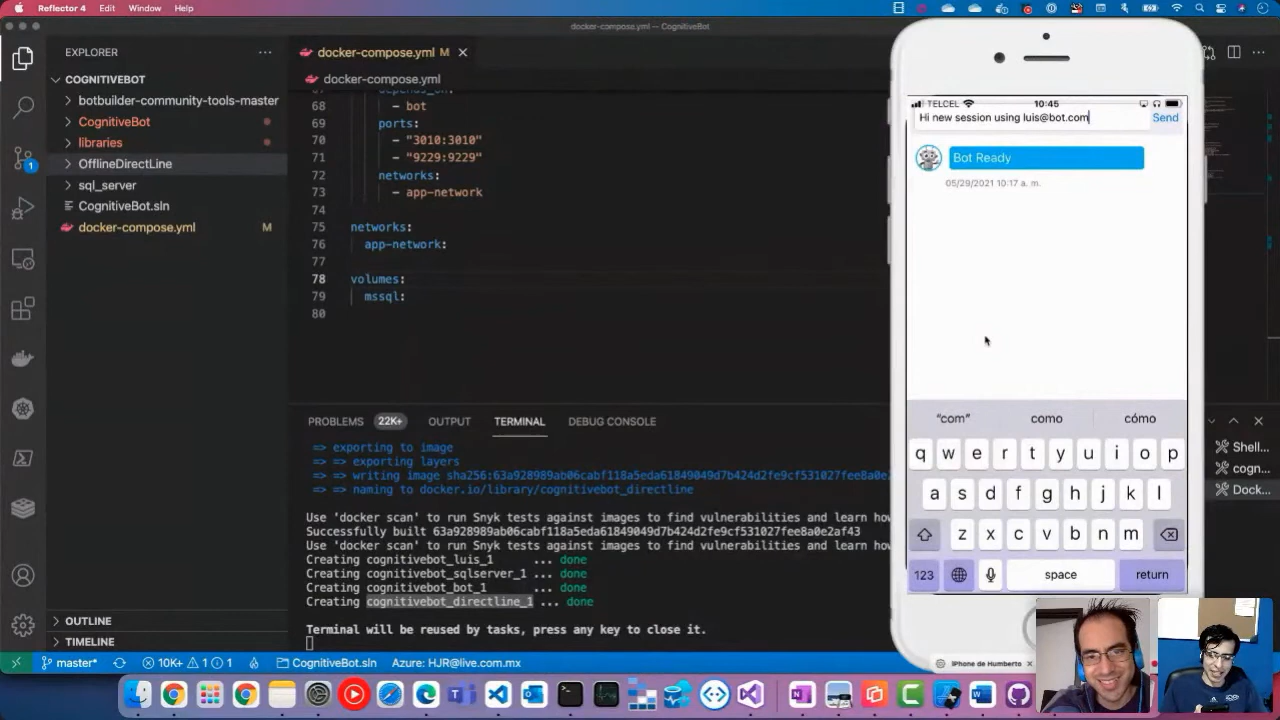 Reflector 4 Edit Window Help
docker-compose.yml — CognitiveBot
EXPLORER
COGNITIVEBOT
botbuilder-community-tools-master
CognitiveBot
libraries
OfflineDirectLine
sql_server
CognitiveBot.sln
docker-compose.yml M
OUTLINE
TIMELINE
docker-compose.yml M
docker-compose.yml
67 depends_on:
68 - bot
69 ports:
70 - "3010:3010"
71 - "9229:9229"
72 networks:
73 - app-network
74
75 networks:
76 app-network:
77
78 volumes:
79 mssql:
80
PROBLEMS 22K+ OUTPUT TERMINAL DEBUG CONSOLE
=> exporting to image
=> => exporting layers
=> => writing image sha256:63a928989ab06cabf118a5eda61849049d7b424d2fe9cf531027fee8a0e2
=> => naming to docker.io/library/cognitivebot_directline
Use 'docker scan' to run Snyk tests against images to find vulnerabilities and learn how
Successfully built 63a928989ab06cabf118a5eda61849049d7b424d2fe9cf531027fee8a0e2af43
Use 'docker scan' to run Snyk tests against images to find vulnerabilities and learn how
Creating cognitivebot_luis_1 ... done
Creating cognitivebot_sqlserver_1 ... done
Creating cognitivebot_bot_1 ... done
Creating cognitivebot_directline_1 ... done
Terminal will be reused by tasks, press any key to close it.
Shell...
cogn...
Dock...
master* 10K+ 1 1 CognitiveBot.sln Azure: HJR@live.com.mx
TELCEL 10:45
Hi new session using luis@bot.com Send
Bot Ready
05/29/2021 10:17 a. m.
“com” como cómo
q w e r t y u i o p
a s d f g h j k l
z x c v b n m
123 space return
iPhone de Humberto